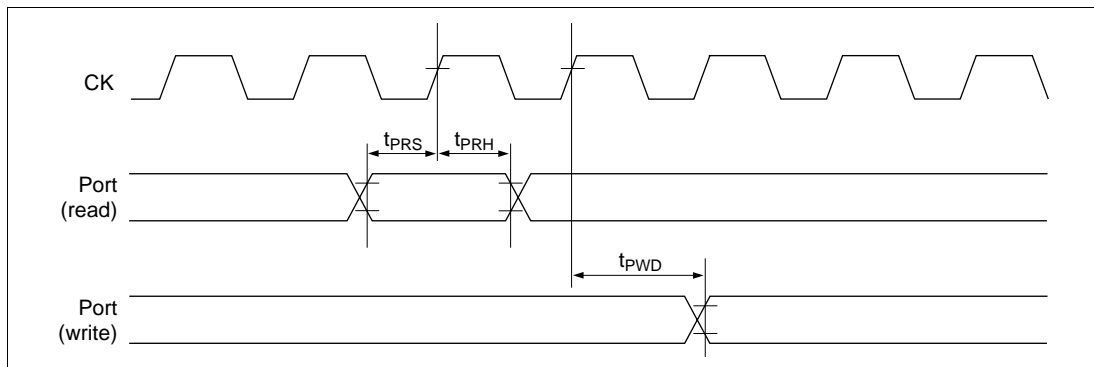 CK
tPRS tPRH
Port
(read)
tPWD
Port
(write)